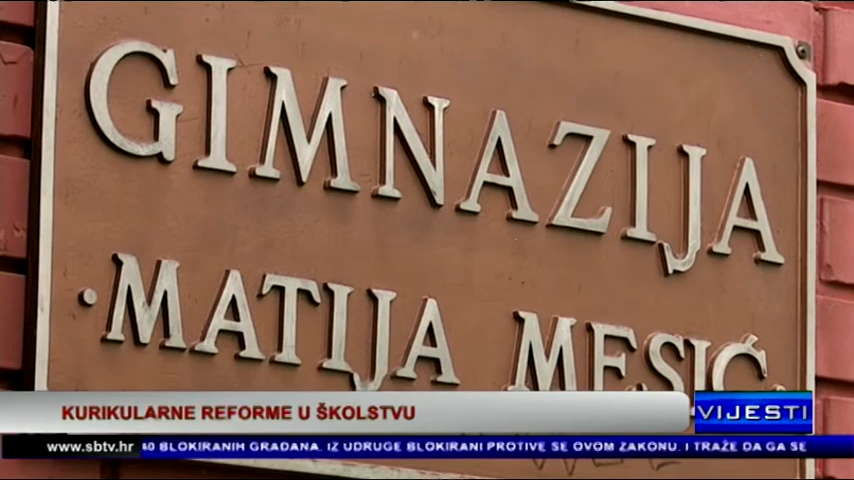 GIMNAZIJA
·MATIJA MESIĆ·
KURIKULARNE REFORME U ŠKOLSTVU
VIJESTI
www.sbtv.hr
40 BLOKIRANIH GRAĐANA. IZ UDRUGE BLOKIRANI PROTIVE SE OVOM ZAKONU. I TRAŽE DA GA SE